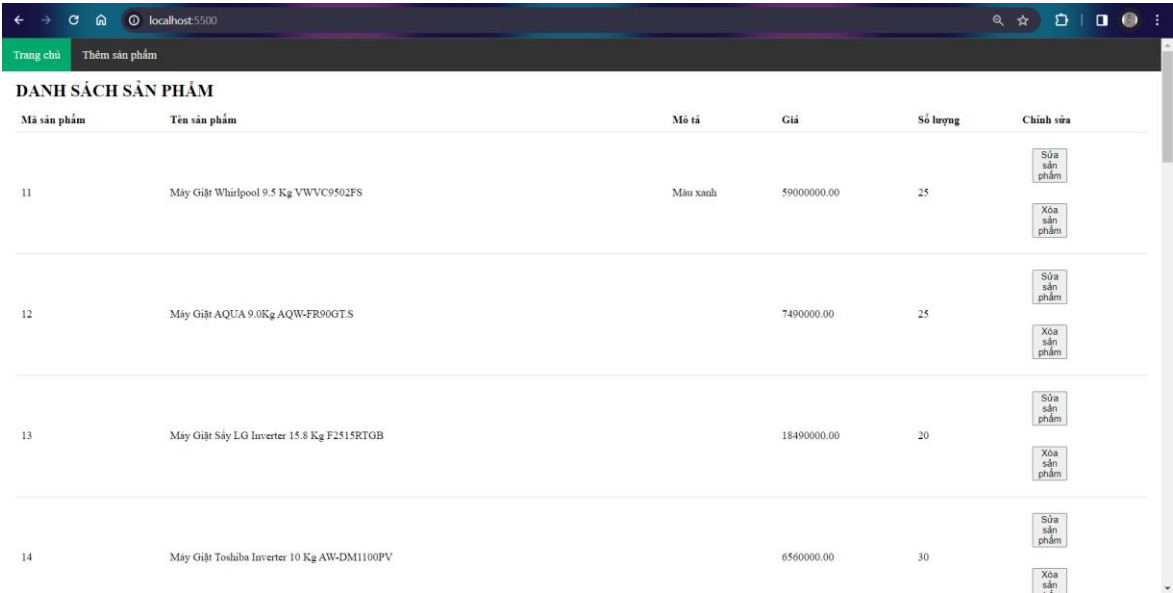 localhost:5500
Trang chủ Thêm sản phẩm
DANH SÁCH SẢN PHẨM
Mã sản phẩm Tên sản phẩm Mô tả Giá Số lượng Chỉnh sửa
Sửa
sản
phẩm
11 Máy Giặt Whirlpool 9.5 Kg VWVC9502FS Màu xanh 59000000.00 25
Xóa
sản
phẩm
Sửa
sản
phẩm
12 Máy Giặt AQUA 9.0Kg AQW-FR90GT.S 7490000.00 25
Xóa
sản
phẩm
Sửa
sản
phẩm
13 Máy Giặt Sấy LG Inverter 15.8 Kg F2515RTGB 18490000.00 20
Xóa
sản
phẩm
Sửa
sản
phẩm
14 Máy Giặt Toshiba Inverter 10 Kg AW-DM1100PV 6560000.00 30
Xóa
sản